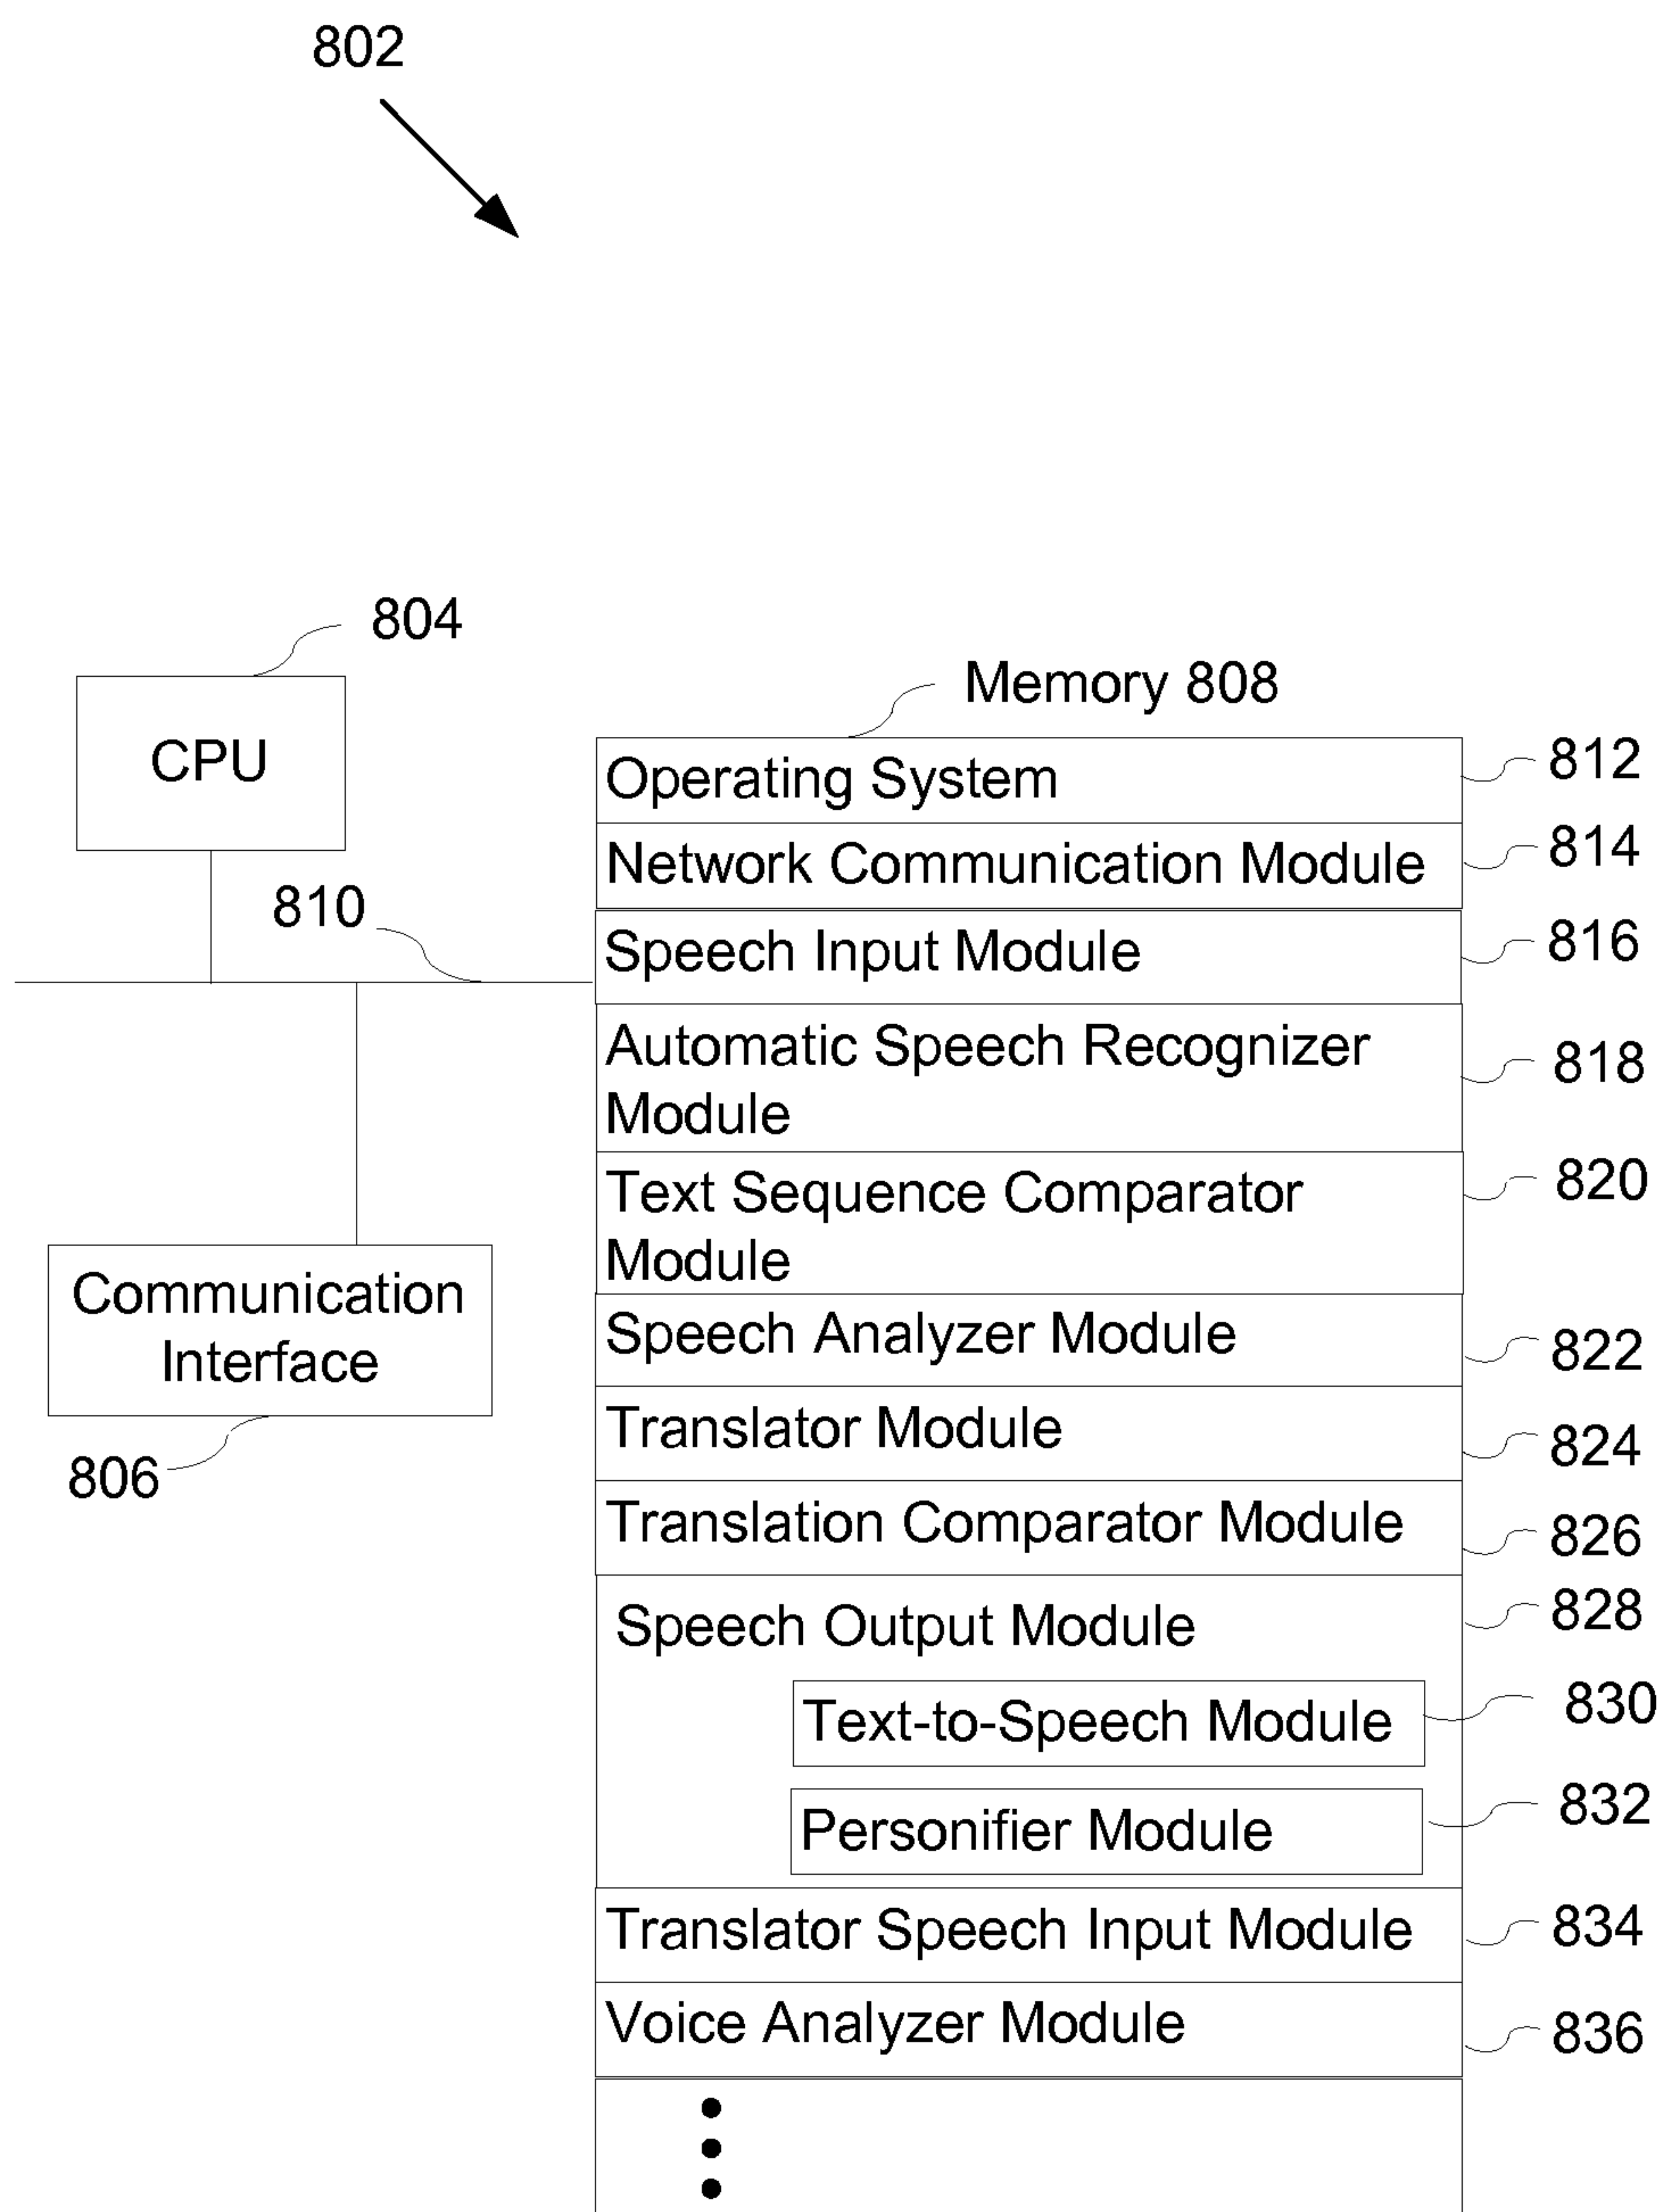 802
804
CPU
Memory 808
Operating System
812
Network Communication Module
814
810
Speech Input Module
816
Automatic Speech Recognizer
Module
818
Text Sequence Comparator
Module
820
Communication
Interface
806
Speech Analyzer Module
822
Translator Module
824
Translation Comparator Module
826
Speech Output Module
828
Text-to-Speech Module
830
Personifier Module
832
Translator Speech Input Module
834
Voice Analyzer Module
836